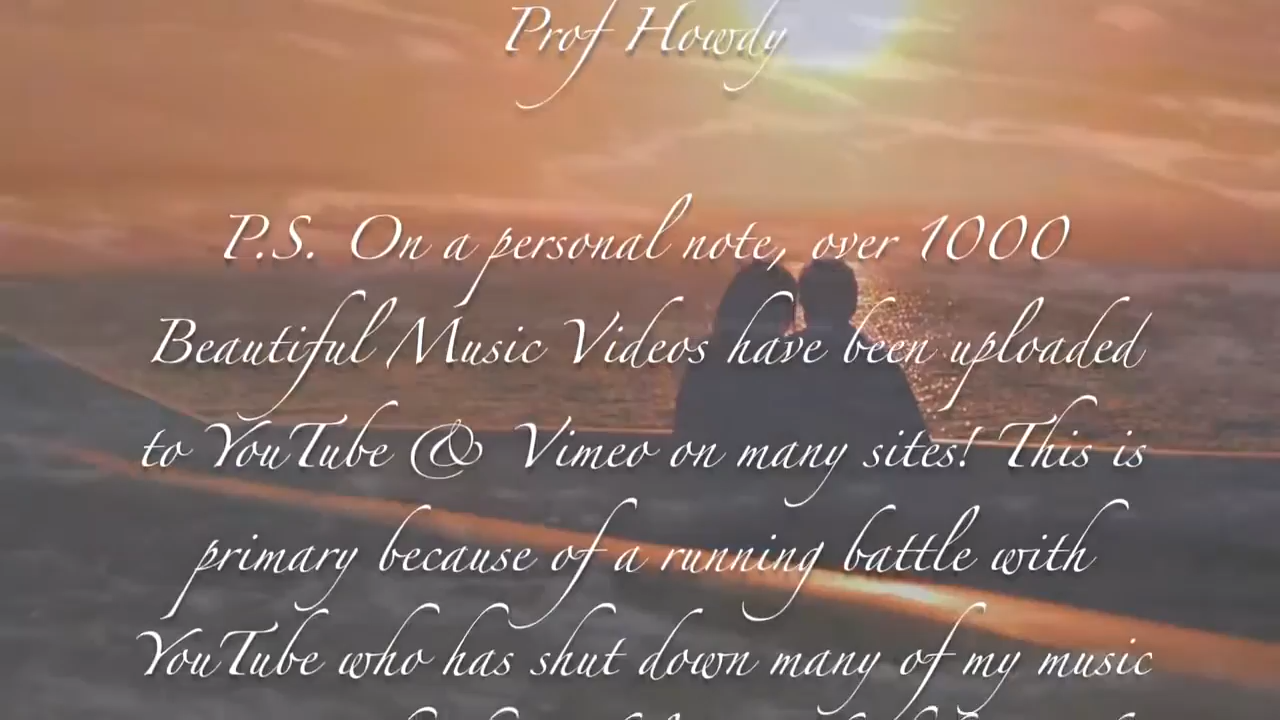 Prof Howdy
P.S. On a personal note, over 1000
Beautiful Music Videos have been uploaded
to YouTube & Vimeo on many sites! This is
primary because of a running battle with
YouTube who has shut down many of my music